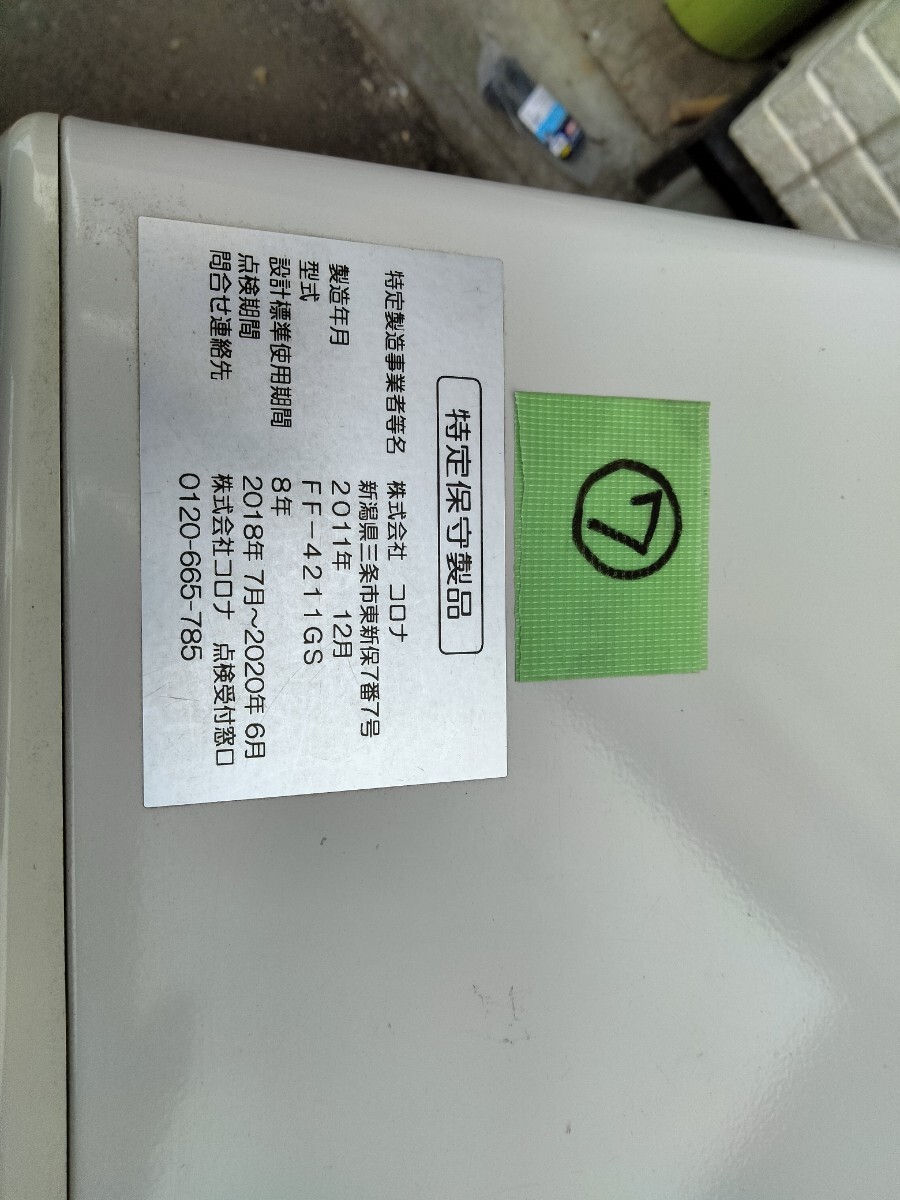 特定保守製品
特定製造事業者等名 株式会社 コロナ
新潟県三条市東新保7番7号
製造年月 2011年 12月
型式 FF-4211GS
設計標準使用期間 8年
点検期間 2018年 7月~2020年 6月
問合せ連絡先 株式会社コロナ 点検受付窓口
0120-665-785
⑦